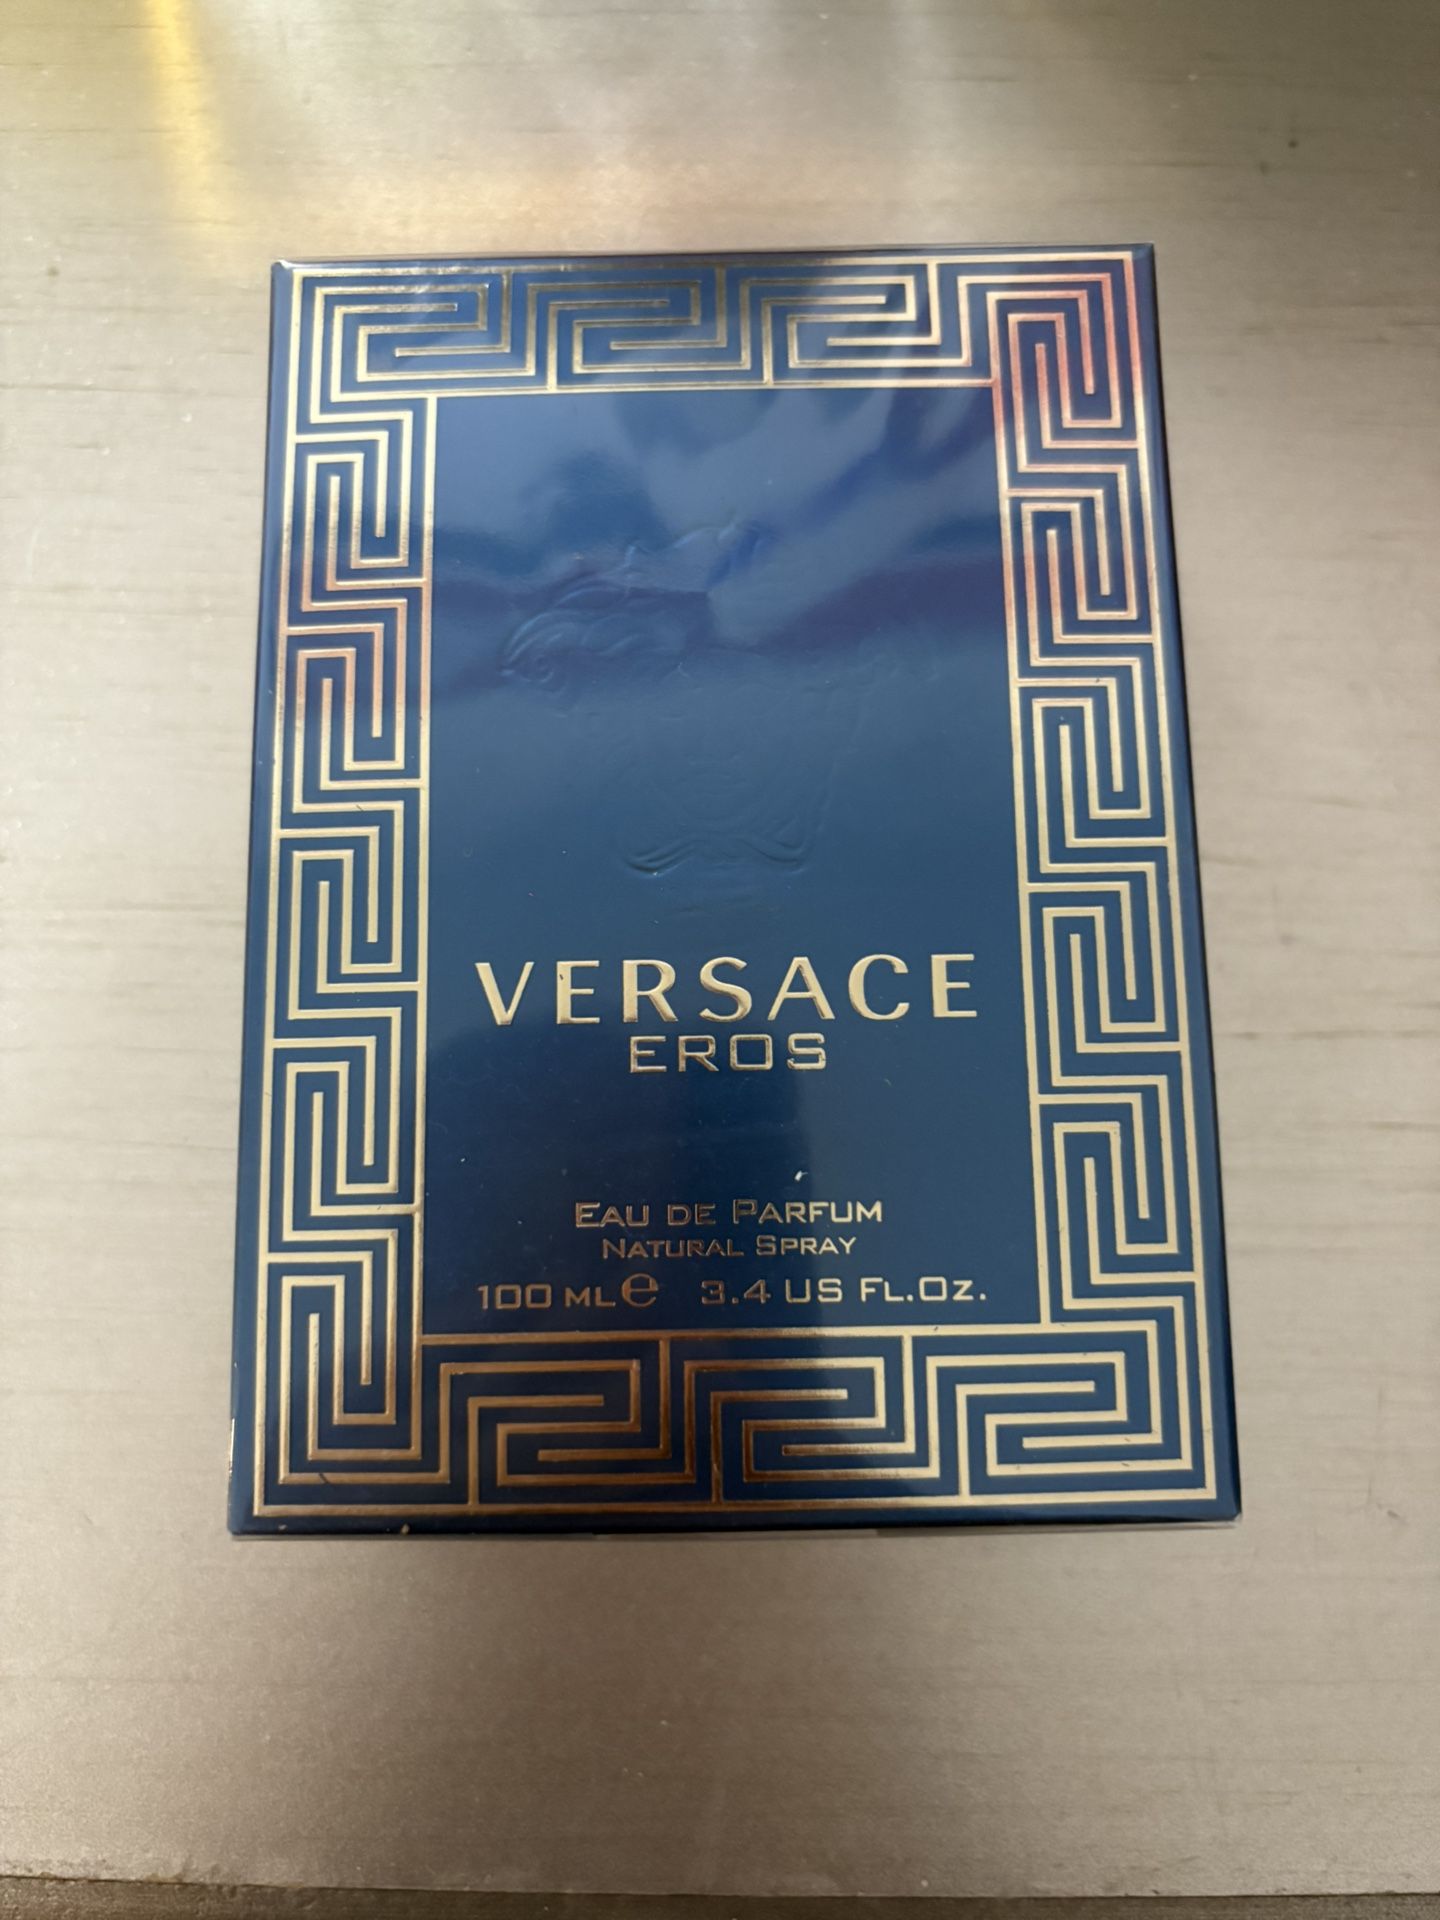 VERSACE
EROS
EAU DE PARFUM
NATURAL SPRAY
100 ML ℮ 3.4 US FL.OZ.